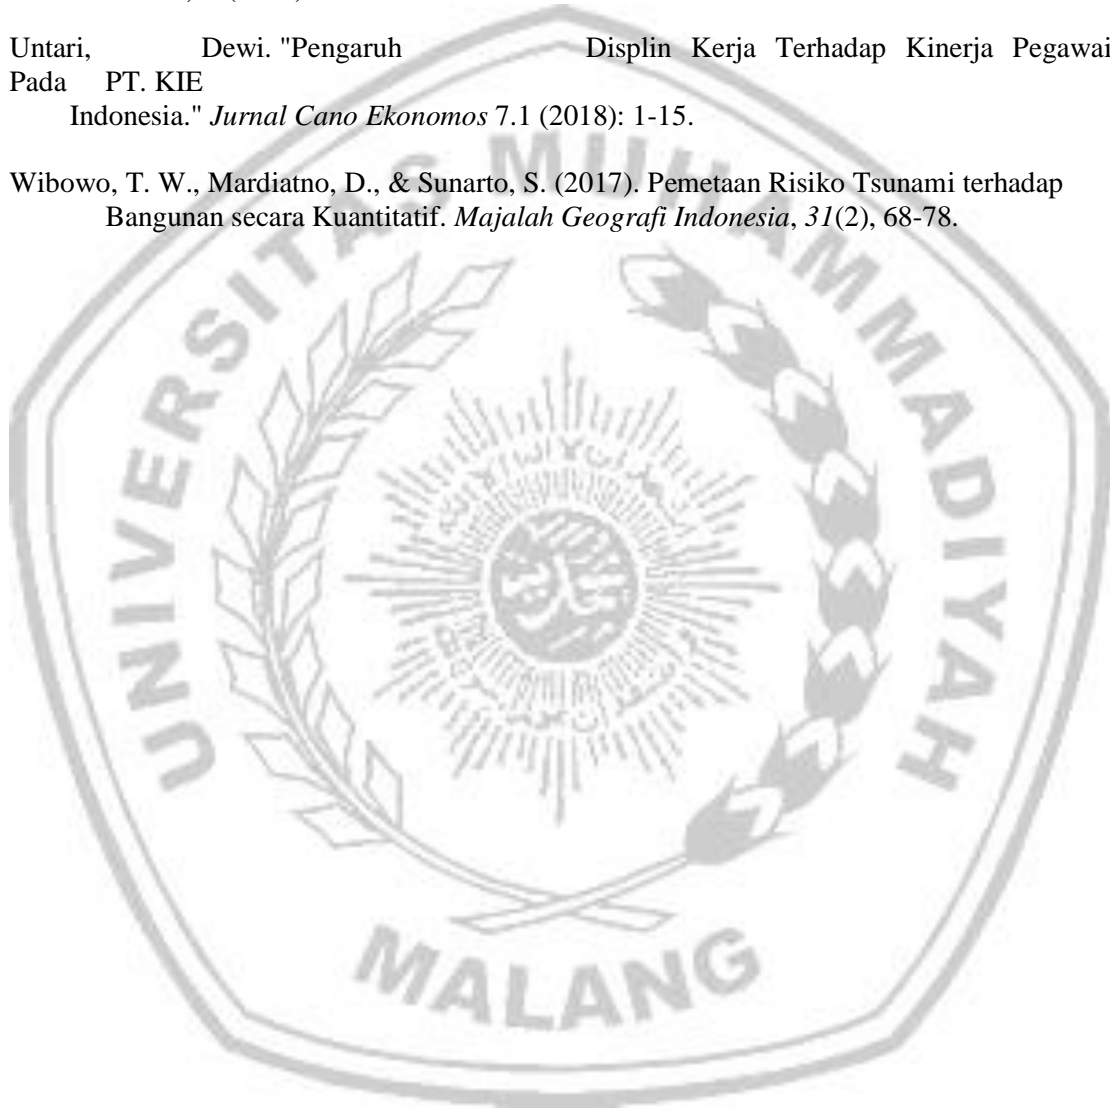 Untari, Dewi. "Pengaruh Displin Kerja Terhadap Kinerja Pegawai
Pada PT. KIE
Indonesia." Jurnal Cano Ekonomos 7.1 (2018): 1-15.
Wibowo, T. W., Mardiatno, D., & Sunarto, S. (2017). Pemetaan Risiko Tsunami terhadap
Bangunan secara Kuantitatif. Majalah Geografi Indonesia, 31(2), 68-78.
UNIVERSITAS MUHAMMADIYAH
MALANG